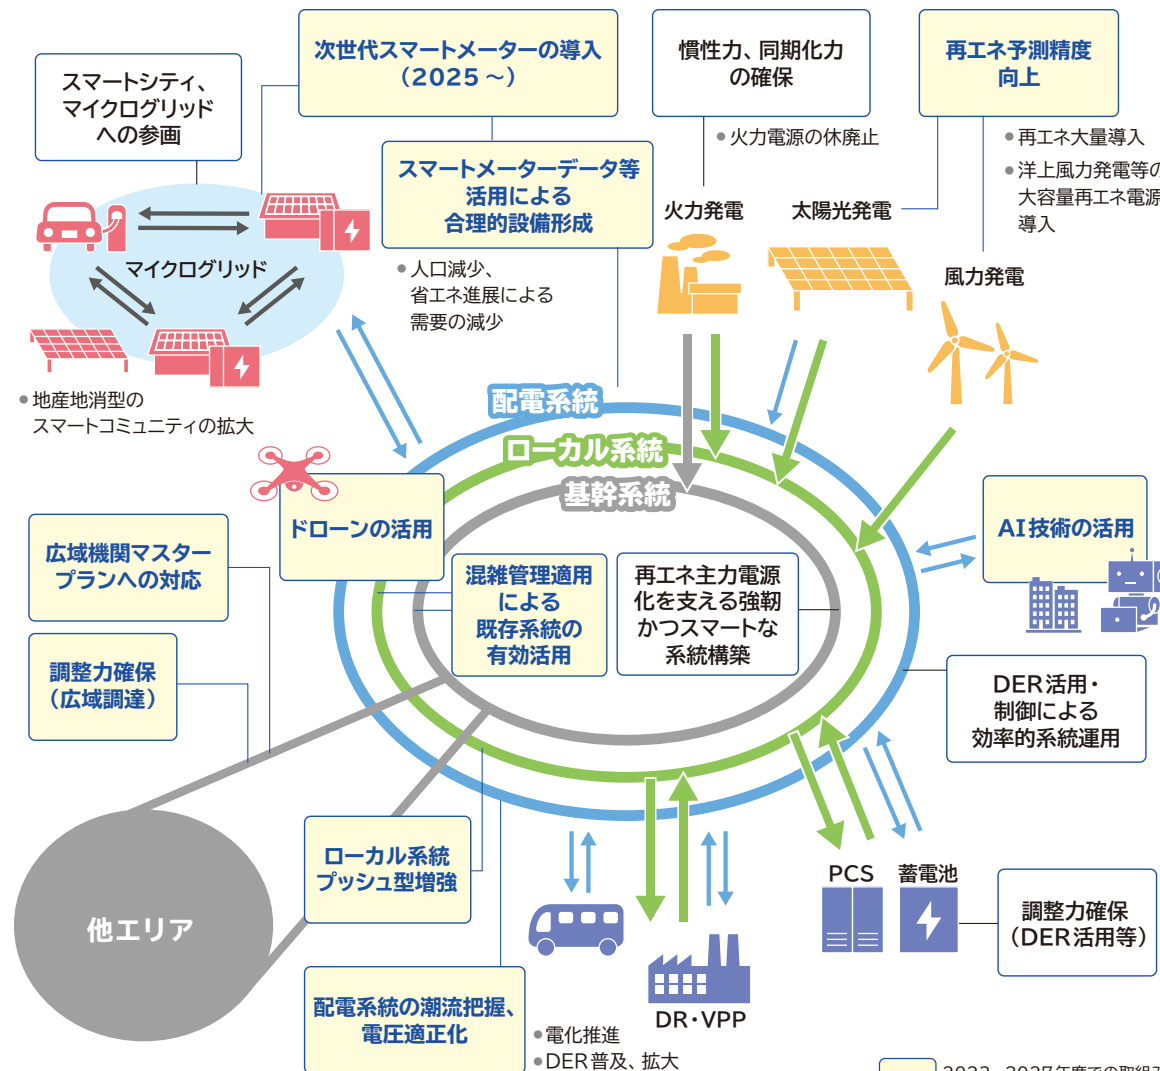 スマートシティ、
マイクログリッド
への参画
次世代スマートメーターの導入
（2025～）
慣性力、同期化力
の確保
再エネ予測精度
向上
スマートメーターデータ等
活用による
合理的設備形成
●火力電源の休廃止
●再エネ大量導入
●洋上風力発電等の
大容量再エネ電源
導入
火力発電
太陽光発電
風力発電
マイクログリッド
●人口減少、
省エネ進展による
需要の減少
●地産地消型の
スマートコミュニティの拡大
配電系統
ローカル系統
基幹系統
ドローンの活用
広域機関マスター
プランへの対応
調整力確保
（広域調達）
混雑管理適用
による
既存系統の
有効活用
再エネ主力電源
化を支える強靭
かつスマートな
系統構築
AI技術の活用
DER活用・
制御による
効率的系統運用
ローカル系統
プッシュ型増強
他エリア
配電系統の潮流把握、
電圧適正化
●電化推進
●DER普及、拡大
DR・VPP
PCS
蓄電池
調整力確保
（DER活用等）